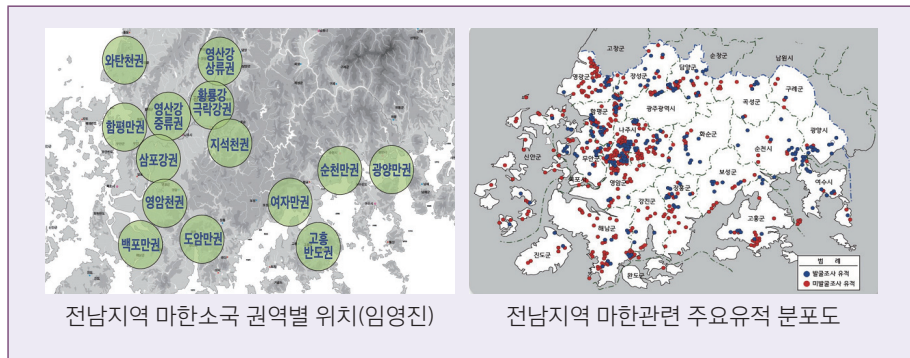 와탄천권
영산강
상류권
황룡강
극락강권
영산강
중류권
함평만권
지석천권
삼포강권
순천만권
광양만권
영암천권
여자만권
백포만권
도암만권
고흥
반도권
전남지역 마한소국 권역별 위치(임영진)
고창군
순창군
남원시
영광군
장성군
담양군
구례군
곡성군
함평군
광주광역시
광양시
나주시
화순군
순천시
신안군
무안군
목포시
영암군
보성군
여수시
장흥군
강진군
해남군
고흥군
진도군
완도군
범 례
발굴조사 유적
미발굴조사 유적
전남지역 마한관련 주요유적 분포도